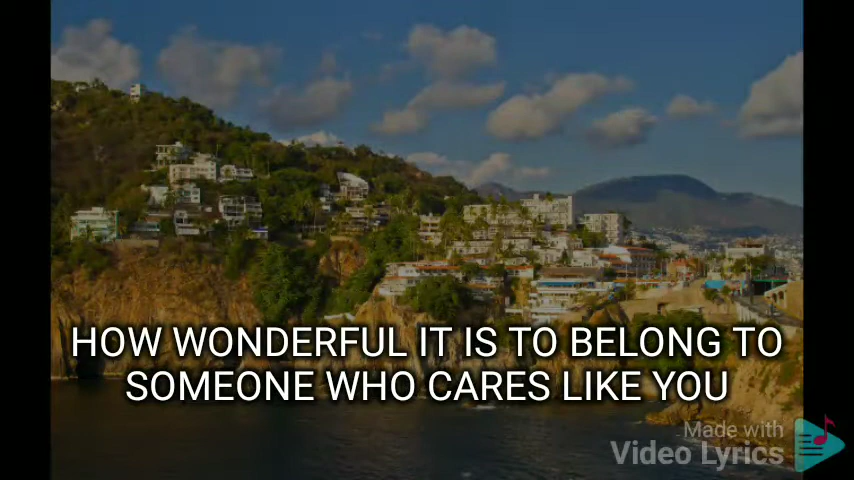 HOW WONDERFUL IT IS TO BELONG TO
SOMEONE WHO CARES LIKE YOU
Made with
Video Lyrics